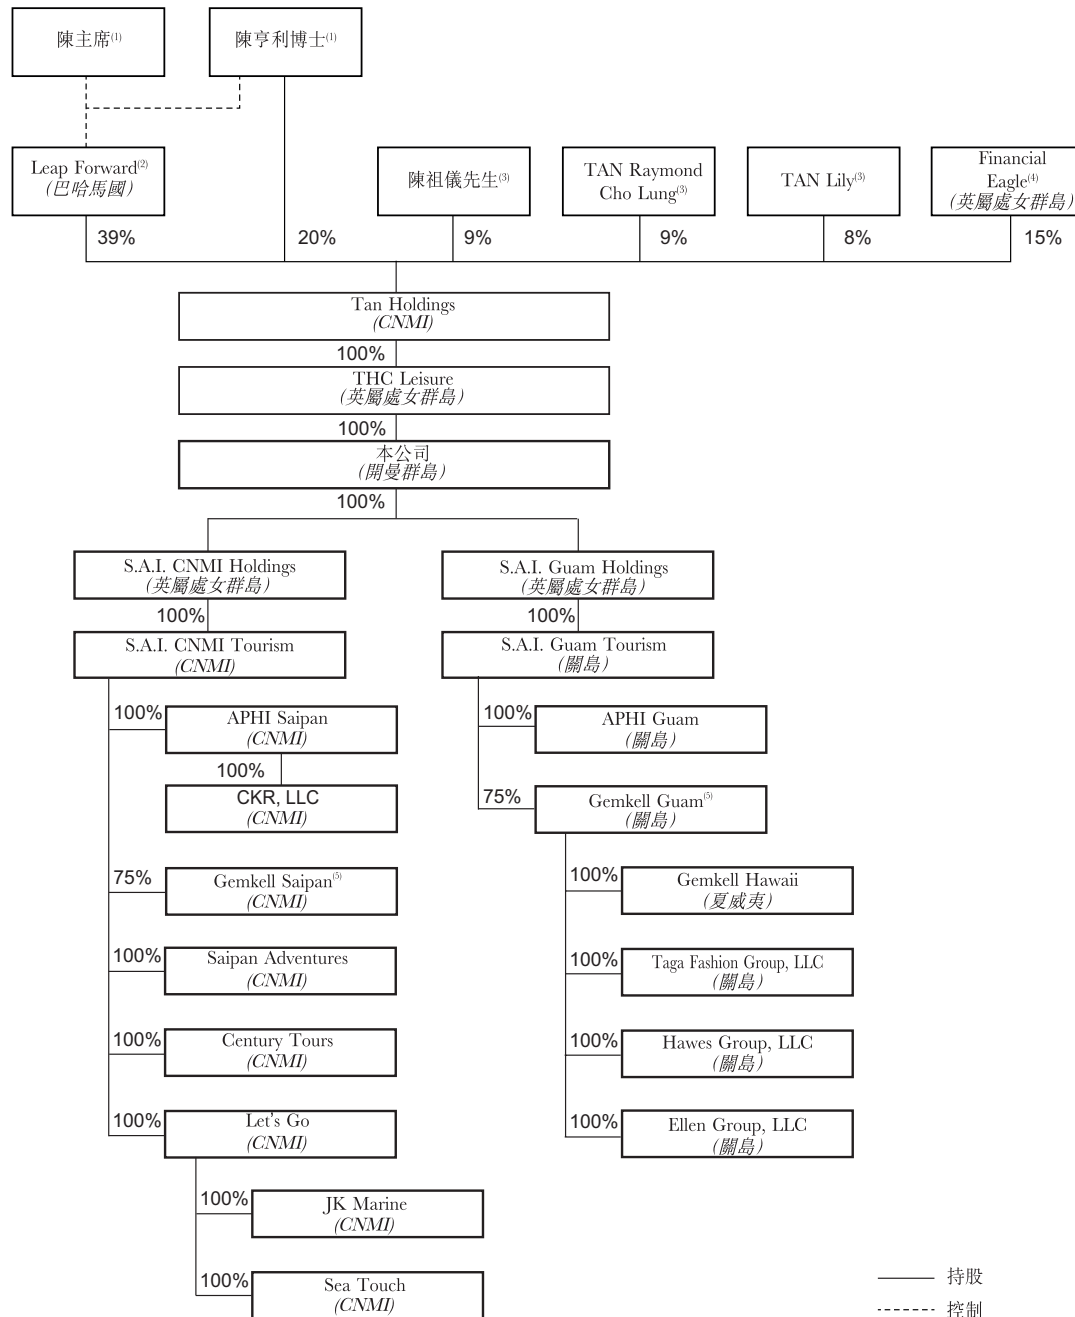 陳主席(1)
陳亨利博士(1)
Leap Forward(2)
(巴哈馬國)
陳祖儀先生(3)
TAN Raymond
Cho Lung(3)
TAN Lily(3)
Financial
Eagle(4)
(英屬處女群島)
39%
20%
9%
9%
8%
15%
Tan Holdings
(CNMI)
100%
THC Leisure
(英屬處女群島)
100%
本公司
(開曼群島)
100%
S.A.I. CNMI Holdings
(英屬處女群島)
S.A.I. Guam Holdings
(英屬處女群島)
100%
100%
S.A.I. CNMI Tourism
(CNMI)
S.A.I. Guam Tourism
(關島)
100%
APHI Saipan
(CNMI)
100%
CKR, LLC
(CNMI)
75%
Gemkell Saipan(5)
(CNMI)
100%
Saipan Adventures
(CNMI)
100%
Century Tours
(CNMI)
100%
Let's Go
(CNMI)
100%
JK Marine
(CNMI)
100%
Sea Touch
(CNMI)
100%
APHI Guam
(關島)
75%
Gemkell Guam(5)
(關島)
100%
Gemkell Hawaii
(夏威夷)
100%
Taga Fashion Group, LLC
(關島)
100%
Hawes Group, LLC
(關島)
100%
Ellen Group, LLC
(關島)
持股
控制